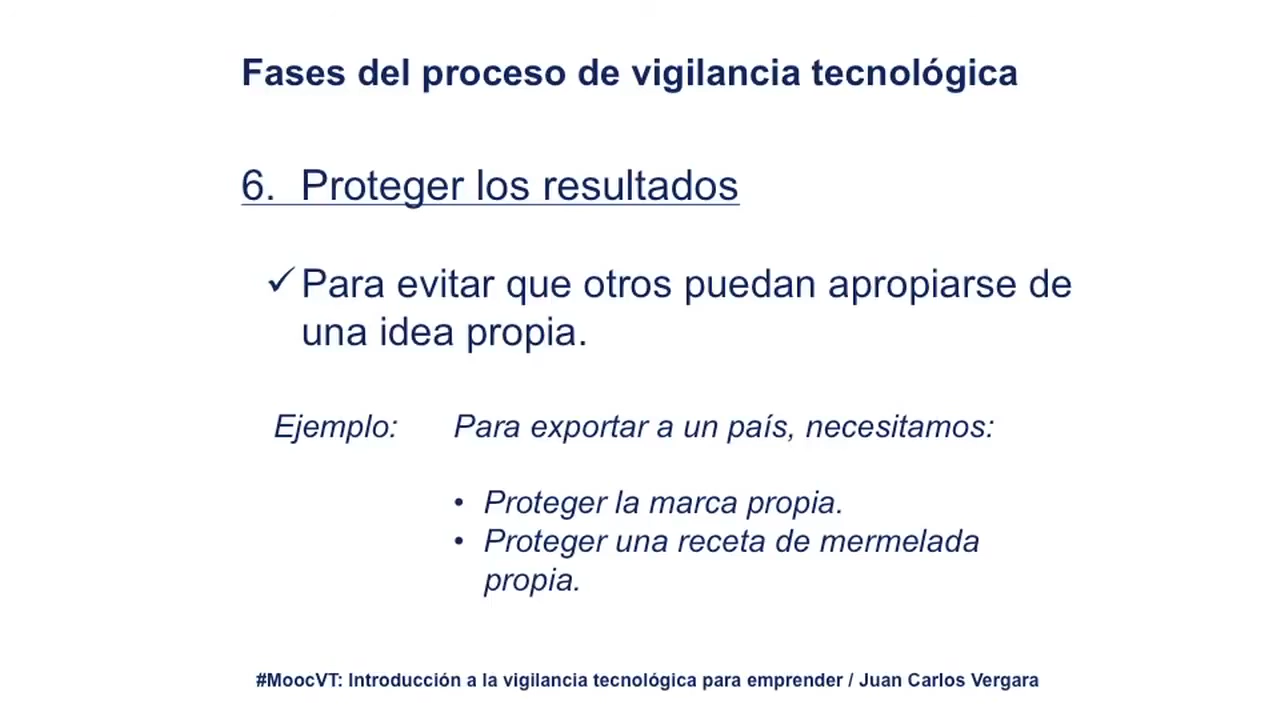 Fases del proceso de vigilancia tecnológica
6. Proteger los resultados
✓ Para evitar que otros puedan apropiarse de
una idea propia.
Ejemplo: Para exportar a un país, necesitamos:
• Proteger la marca propia.
• Proteger una receta de mermelada
propia.
#MoocVT: Introducción a la vigilancia tecnológica para emprender / Juan Carlos Vergara